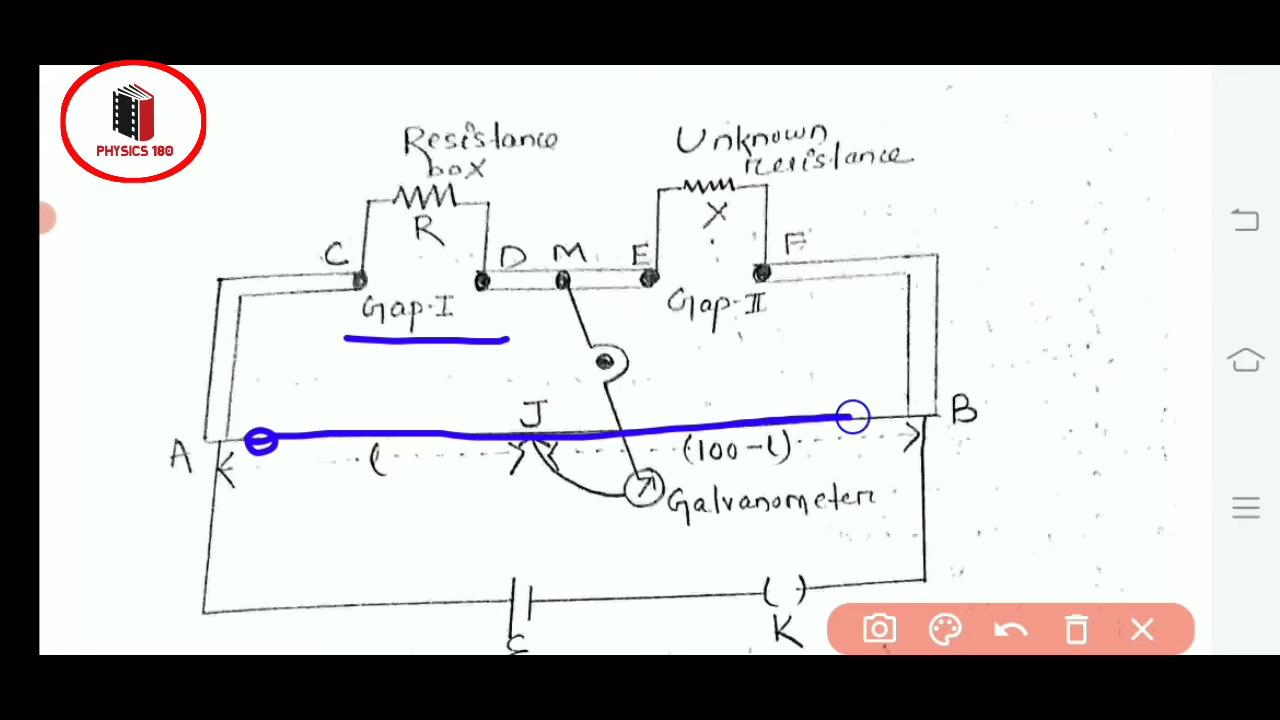 PHYSICS 180
Resistance
box
Unknown
resistance
R
X
C
D
M
E
F
Gap-I
Gap-II
J
A
B
l
(100-l)
Galvanometer
E
K